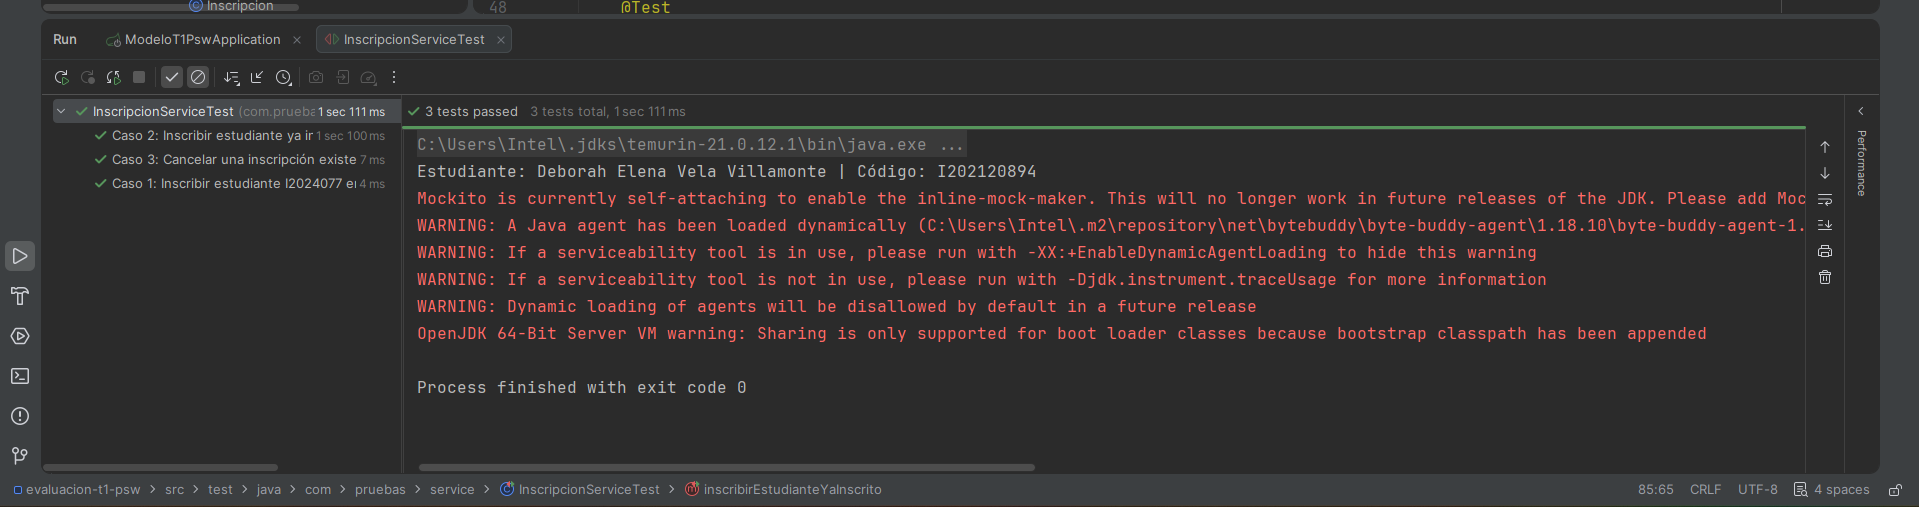 Inscripcion
48 @Test
Run ModeloT1PswApplication InscripcionServiceTest
InscripcionServiceTest (com.prueba 1 sec 111 ms
Caso 2: Inscribir estudiante ya ir 1 sec 100 ms
Caso 3: Cancelar una inscripción existe 7 ms
Caso 1: Inscribir estudiante I2024077 er 4 ms
3 tests passed 3 tests total, 1 sec 111 ms
C:\Users\Intel\.jdks\temurin-21.0.12.1\bin\java.exe ...
Estudiante: Deborah Elena Vela Villamonte | Código: I202120894
Mockito is currently self-attaching to enable the inline-mock-maker. This will no longer work in future releases of the JDK. Please add Moc
WARNING: A Java agent has been loaded dynamically (C:\Users\Intel\.m2\repository\net\bytebuddy\byte-buddy-agent\1.18.10\byte-buddy-agent-1.
WARNING: If a serviceability tool is in use, please run with -XX:+EnableDynamicAgentLoading to hide this warning
WARNING: If a serviceability tool is not in use, please run with -Djdk.instrument.traceUsage for more information
WARNING: Dynamic loading of agents will be disallowed by default in a future release
OpenJDK 64-Bit Server VM warning: Sharing is only supported for boot loader classes because bootstrap classpath has been appended
Process finished with exit code 0
Performance
evaluacion-t1-psw > src > test > java > com > pruebas > service > InscripcionServiceTest > inscribirEstudianteYaInscrito
85:65 CRLF UTF-8 4 spaces